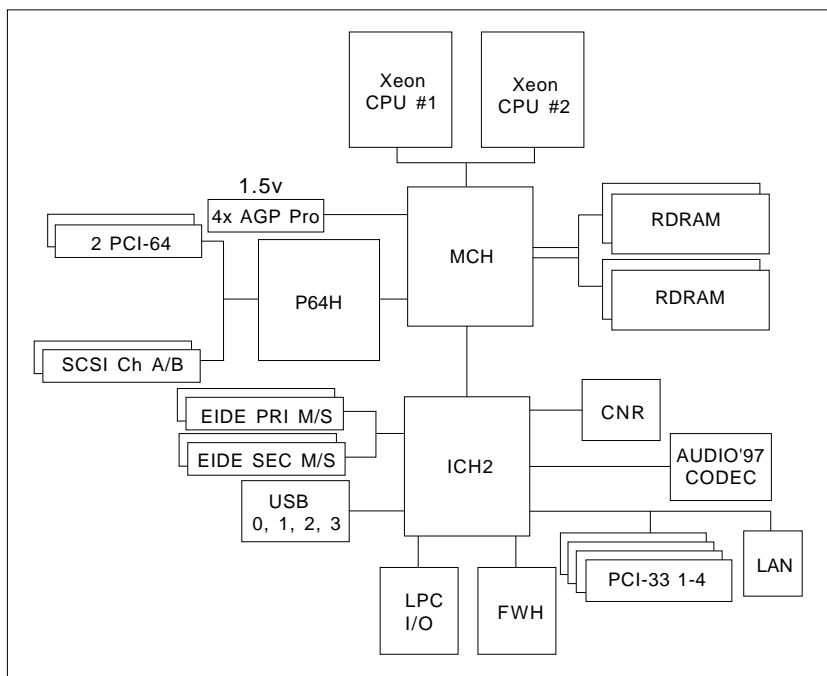 Xeon
CPU #1
Xeon
CPU #2
1.5v
4x AGP Pro
2 PCI-64
MCH
RDRAM
RDRAM
P64H
SCSI Ch A/B
EIDE PRI M/S
EIDE SEC M/S
USB
0, 1, 2, 3
ICH2
CNR
AUDIO'97
CODEC
LPC
I/O
FWH
PCI-33 1-4
LAN